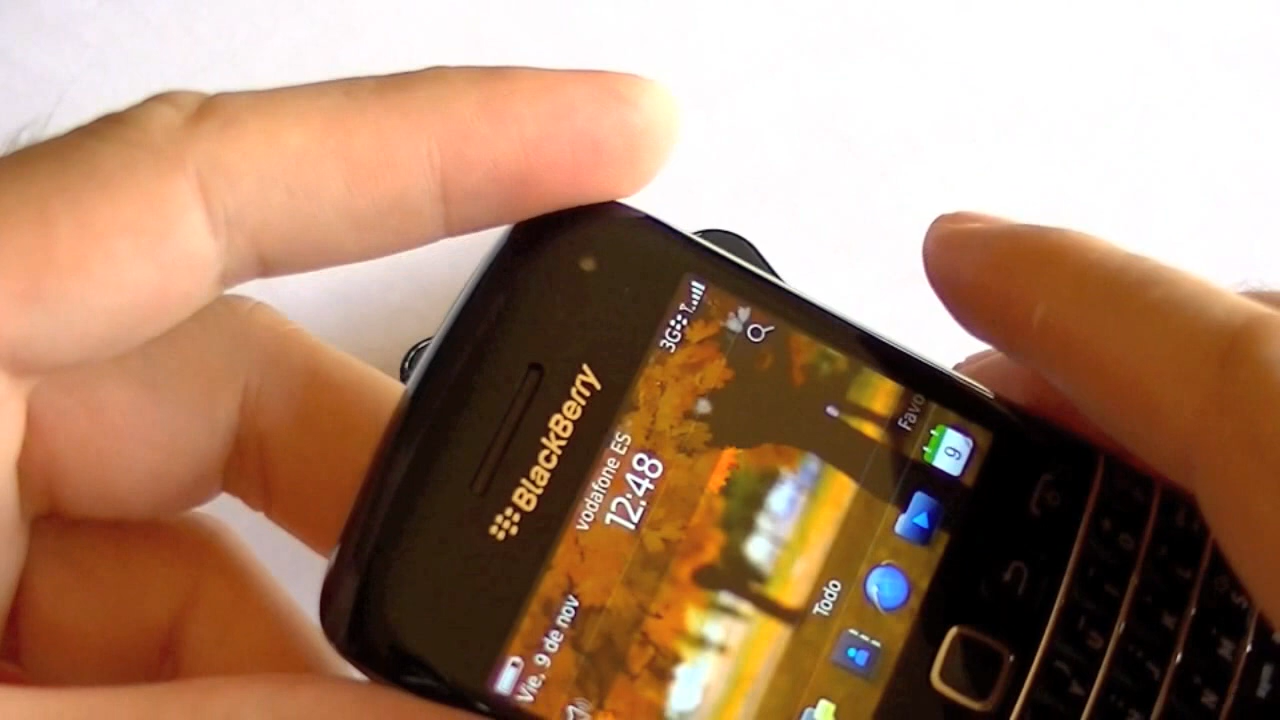 BlackBerry
3G
vodafone ES
12:48
Vie, 9 de nov
Todo
Favo
9